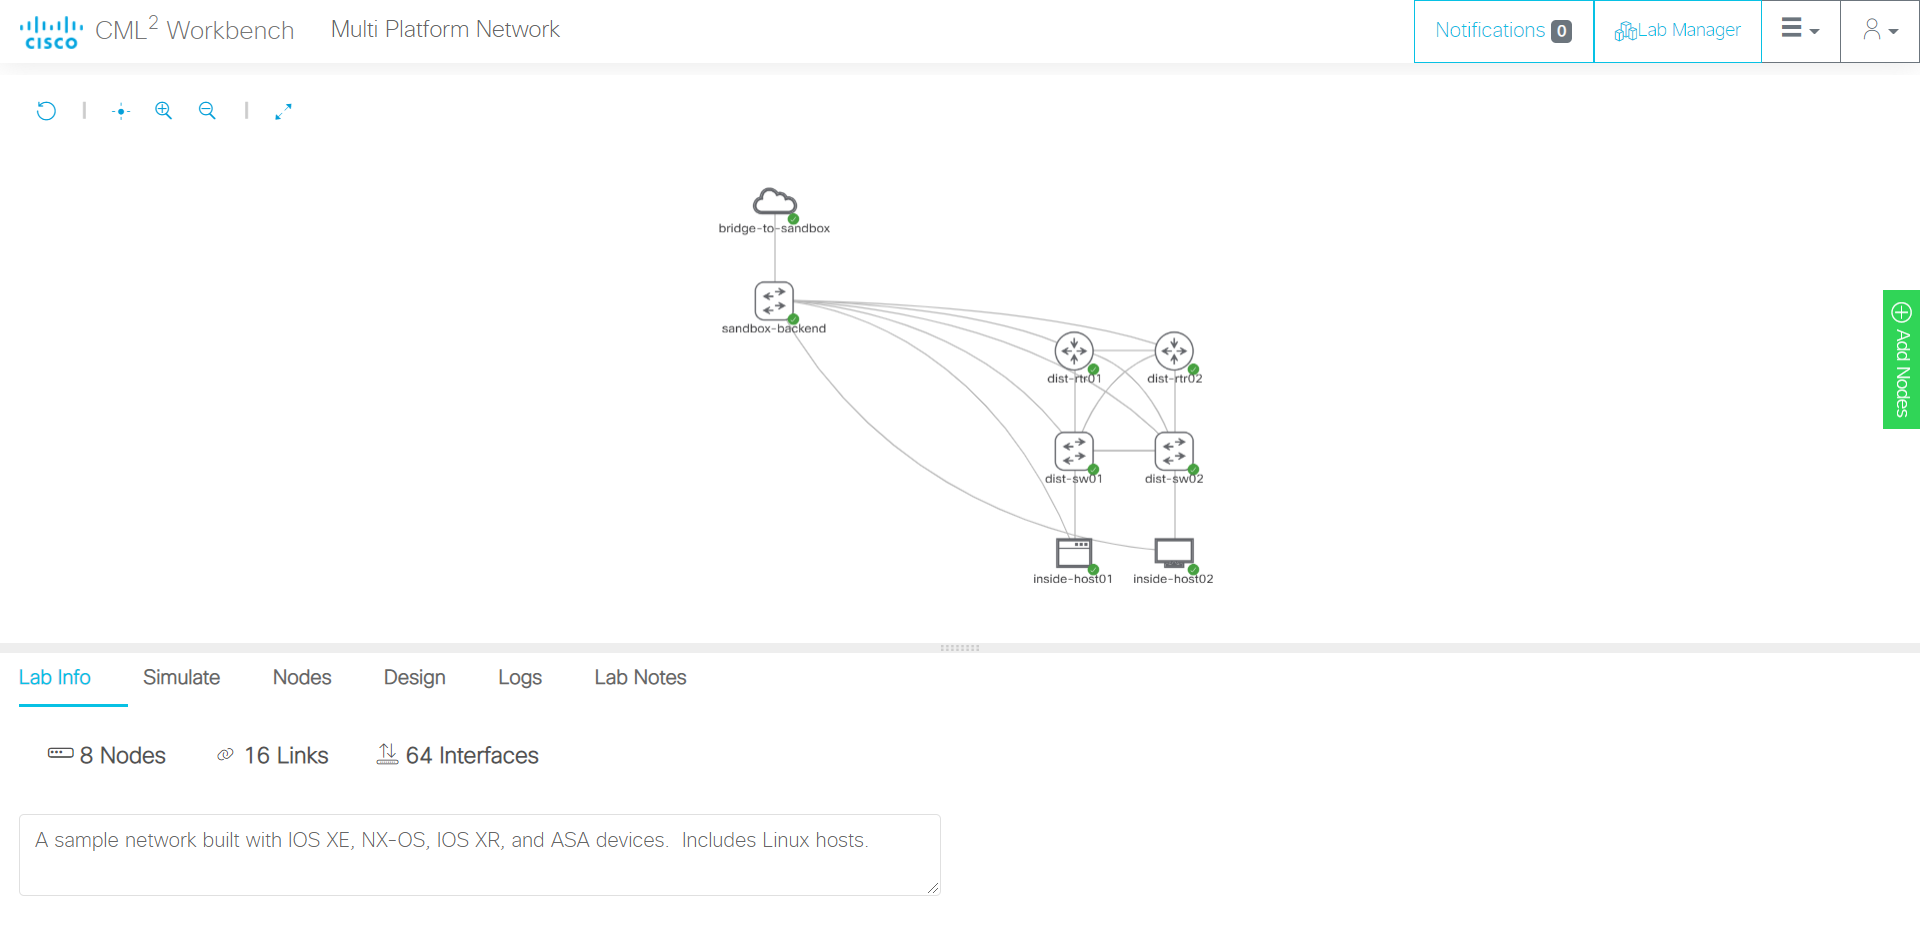 CISCO
CML2 Workbench
Multi Platform Network
Notifications 0
Lab Manager
bridge-to-sandbox
sandbox-backend
dist-rtr01
dist-rtr02
Add Nodes
dist-sw01
dist-sw02
inside-host01
inside-host02
Lab Info
Simulate
Nodes
Design
Logs
Lab Notes
8 Nodes
16 Links
64 Interfaces
A sample network built with IOS XE, NX-OS, IOS XR, and ASA devices.  Includes Linux hosts.